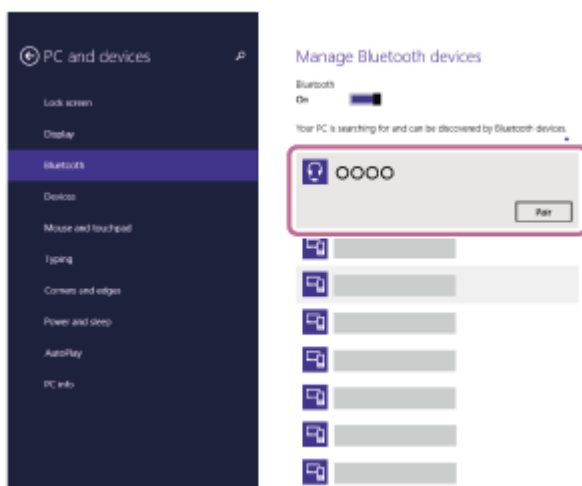 PC and devices
Lock screen
Display
Bluetooth
Devices
Mouse and touchpad
Typing
Corners and edges
Power and sleep
AutoPlay
PC info
Manage Bluetooth devices
Bluetooth
On
Your PC is searching for and can be discovered by Bluetooth devices.
OOOO
Pair